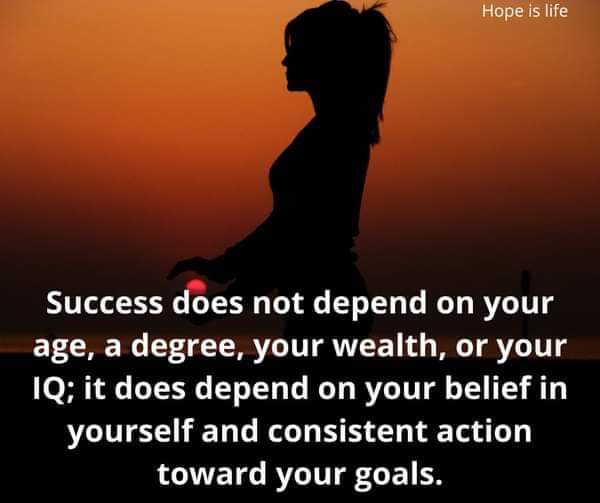 Hope is life
Success does not depend on your
age, a degree, your wealth, or your
IQ; it does depend on your belief in
yourself and consistent action
toward your goals.